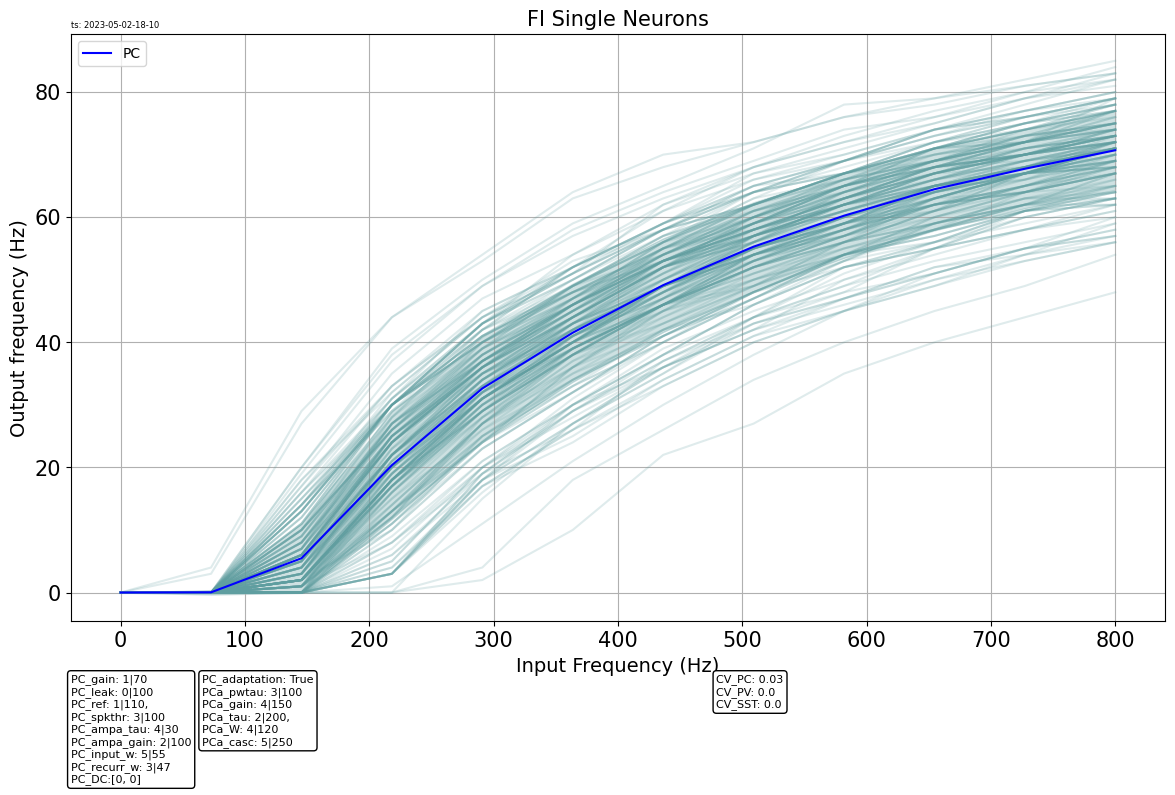 ts: 2023-05-02-18-10
FI Single Neurons
PC
Output frequency (Hz)
80
60
40
20
0
0 100 200 300 400 500 600 700 800
Input Frequency (Hz)
PC_gain: 1|70
PC_leak: 0|100
PC_ref: 1|110,
PC_spkthr: 3|100
PC_ampa_tau: 4|30
PC_ampa_gain: 2|100
PC_input_w: 5|55
PC_recurr_w: 3|47
PC_DC:[0, 0]
PC_adaptation: True
PCa_pwtau: 3|100
PCa_gain: 4|150
PCa_tau: 2|200,
PCa_W: 4|120
PCa_casc: 5|250
CV_PC: 0.03
CV_PV: 0.0
CV_SST: 0.0